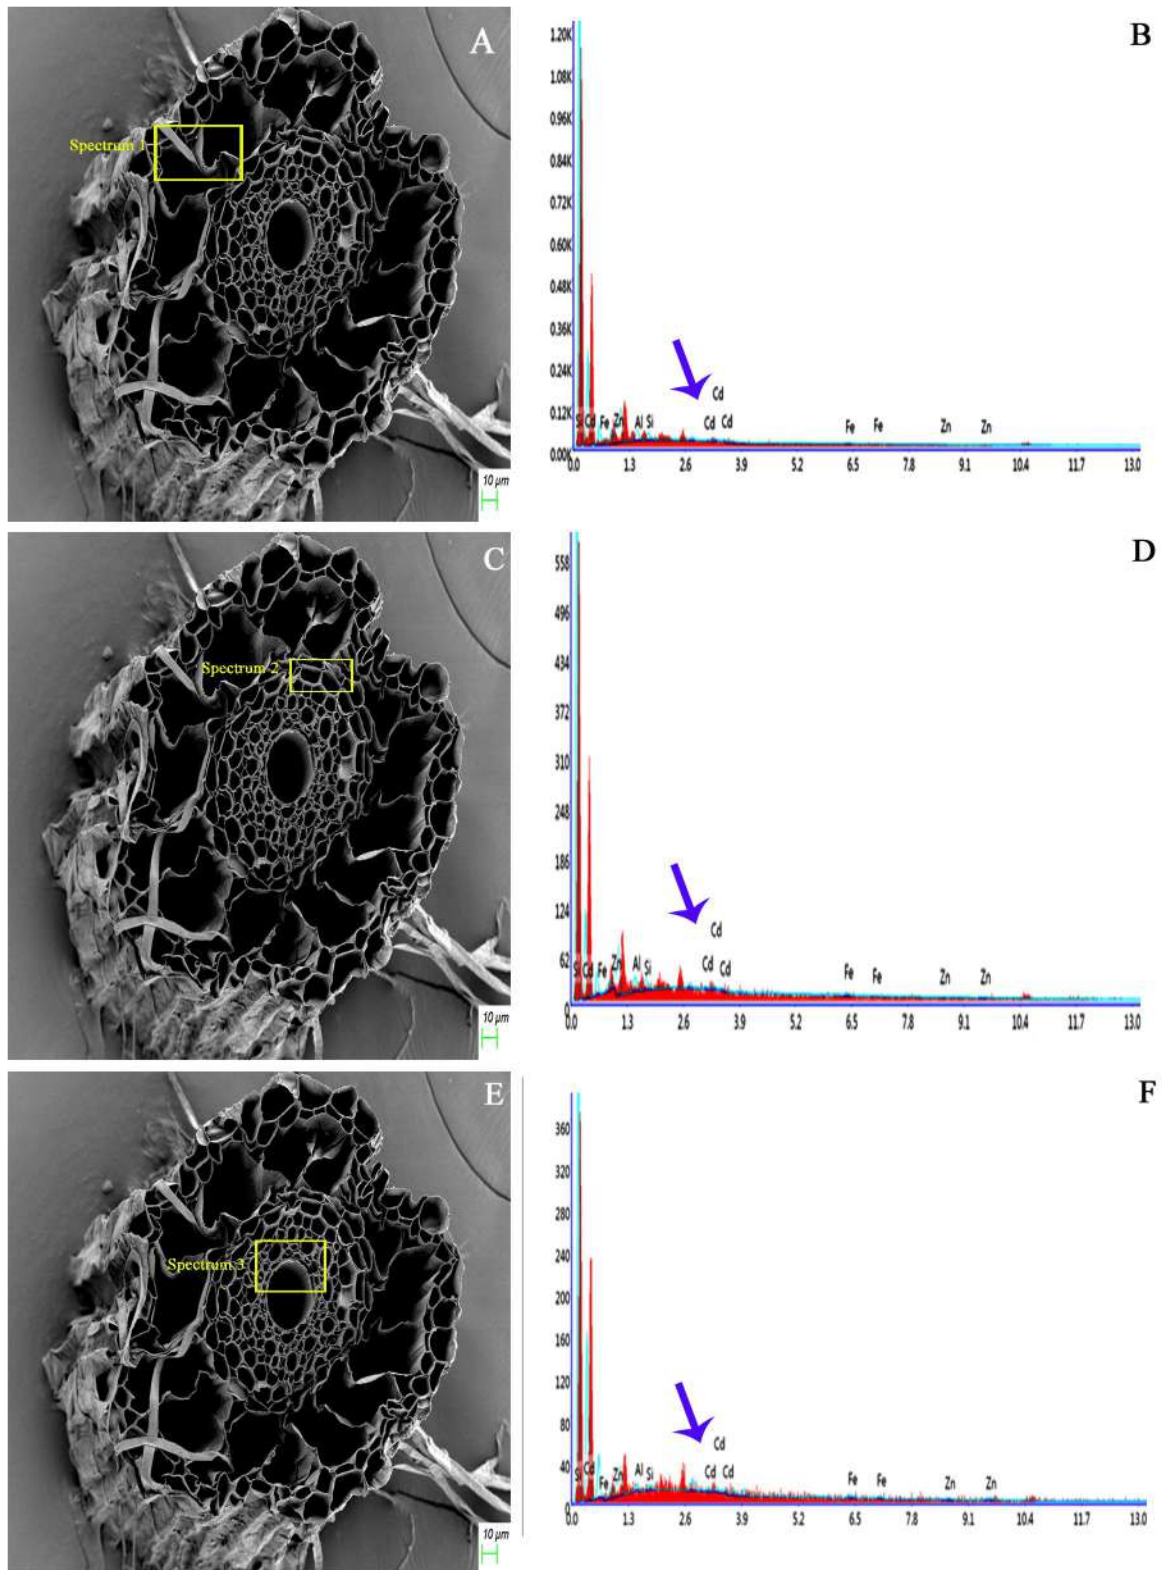 A
Spectrum 1
10 µm
B
1.20K
1.08K
0.96K
0.84K
0.72K
0.60K
0.48K
0.36K
0.24K
0.12K
0.00K
Cd
Si Cd Fe Zn Al Si Cd Cd Fe Fe Zn Zn
0.0 1.3 2.6 3.9 5.2 6.5 7.8 9.1 10.4 11.7 13.0
C
Spectrum 2
10 µm
D
558
496
434
372
310
248
186
124
62
0
Cd
Si Cd Fe Zn Al Si Cd Cd Fe Fe Zn Zn
0.0 1.3 2.6 3.9 5.2 6.5 7.8 9.1 10.4 11.7 13.0
E
Spectrum 3
10 µm
F
360
320
280
240
200
160
120
80
40
0
Cd
Si Cd Fe Zn Al Si Cd Cd Fe Fe Zn Zn
0.0 1.3 2.6 3.9 5.2 6.5 7.8 9.1 10.4 11.7 13.0